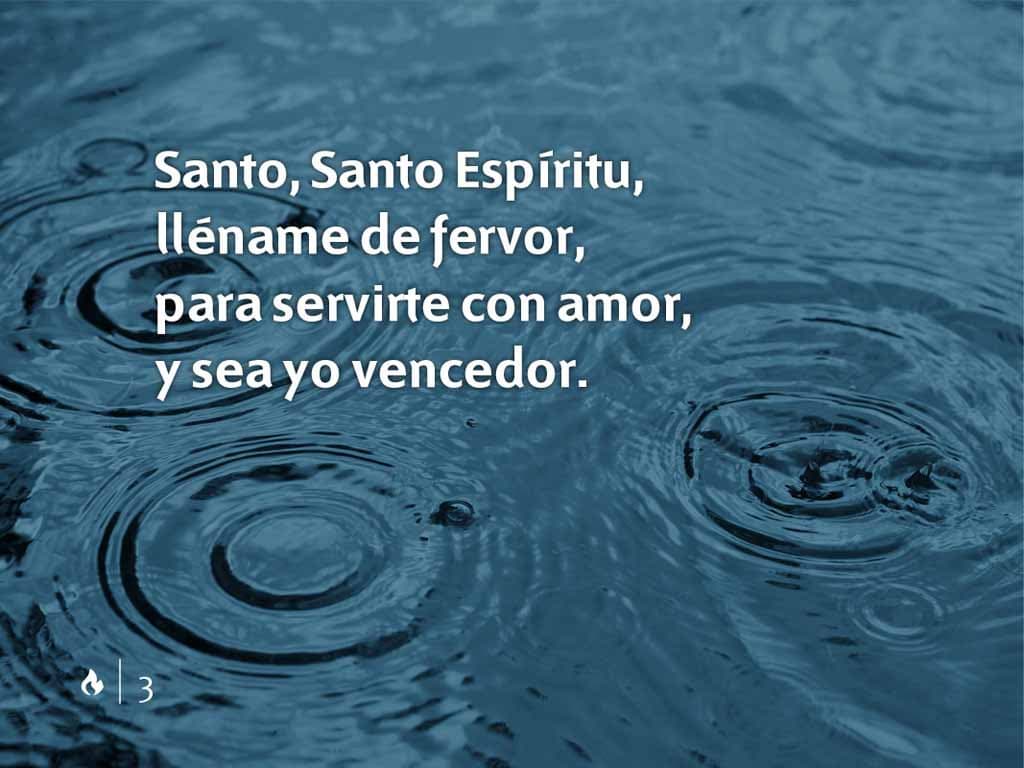 Santo, Santo Espíritu,
lléname de fervor,
para servirte con amor,
y sea yo vencedor.
3